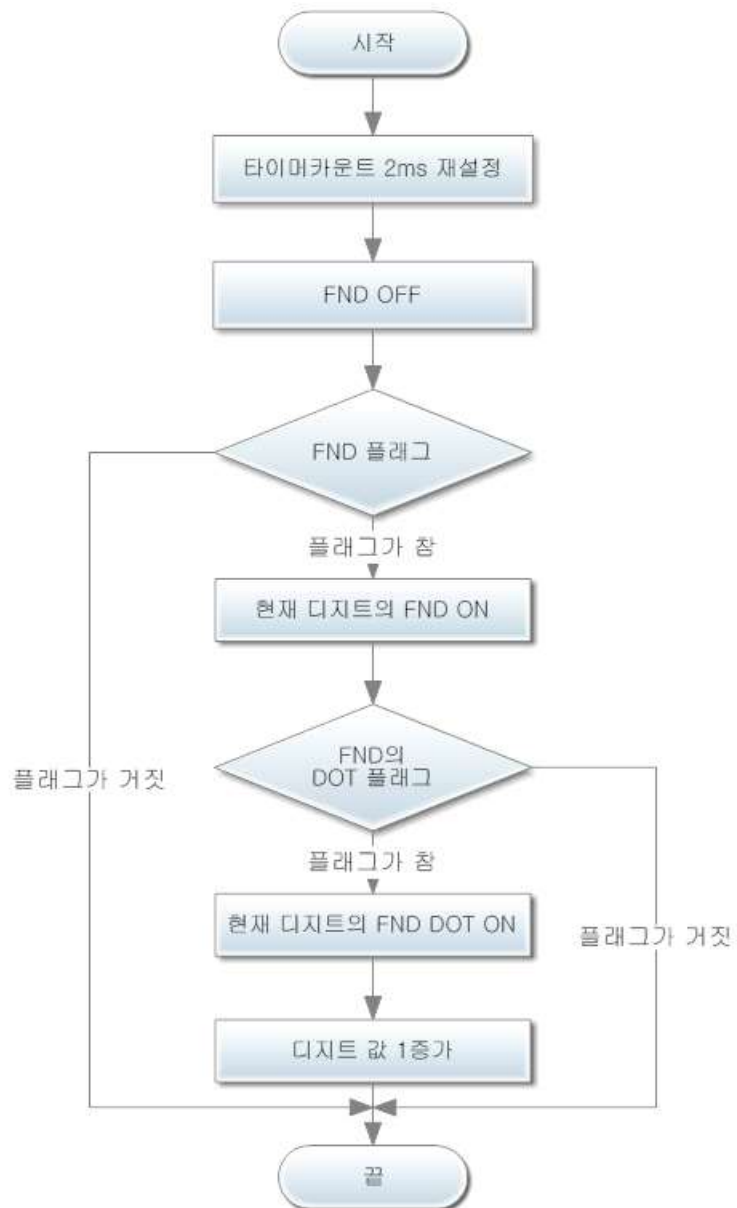 시작
타이머카운트 2ms 재설정
FND OFF
FND 플래그
플래그가 참
현재 디지트의 FND ON
FND의
DOT 플래그
플래그가 거짓
플래그가 참
현재 디지트의 FND DOT ON
플래그가 거짓
디지트 값 1증가
끝